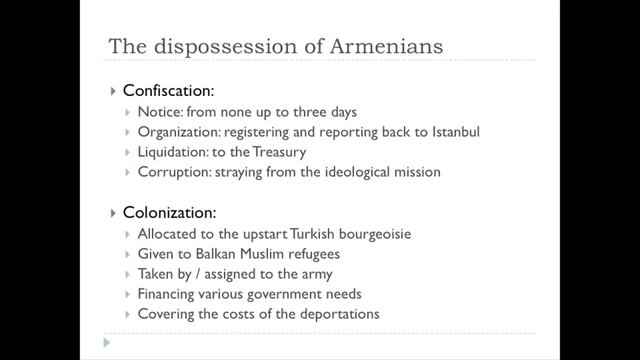 The dispossession of Armenians
Confiscation:
Notice: from none up to three days
Organization: registering and reporting back to Istanbul
Liquidation: to the Treasury
Corruption: straying from the ideological mission
Colonization:
Allocated to the upstart Turkish bourgeoisie
Given to Balkan Muslim refugees
Taken by / assigned to the army
Financing various government needs
Covering the costs of the deportations